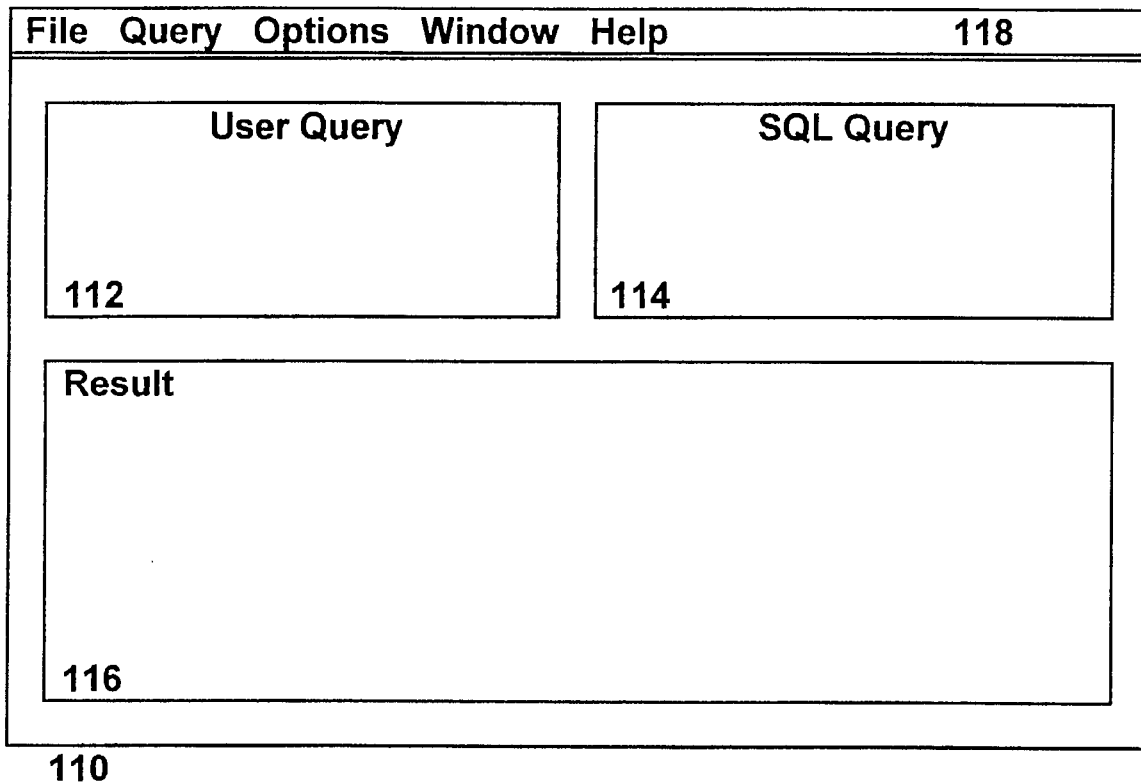 File Query Options Window Help 118
User Query
112
SQL Query
114
Result
116
110